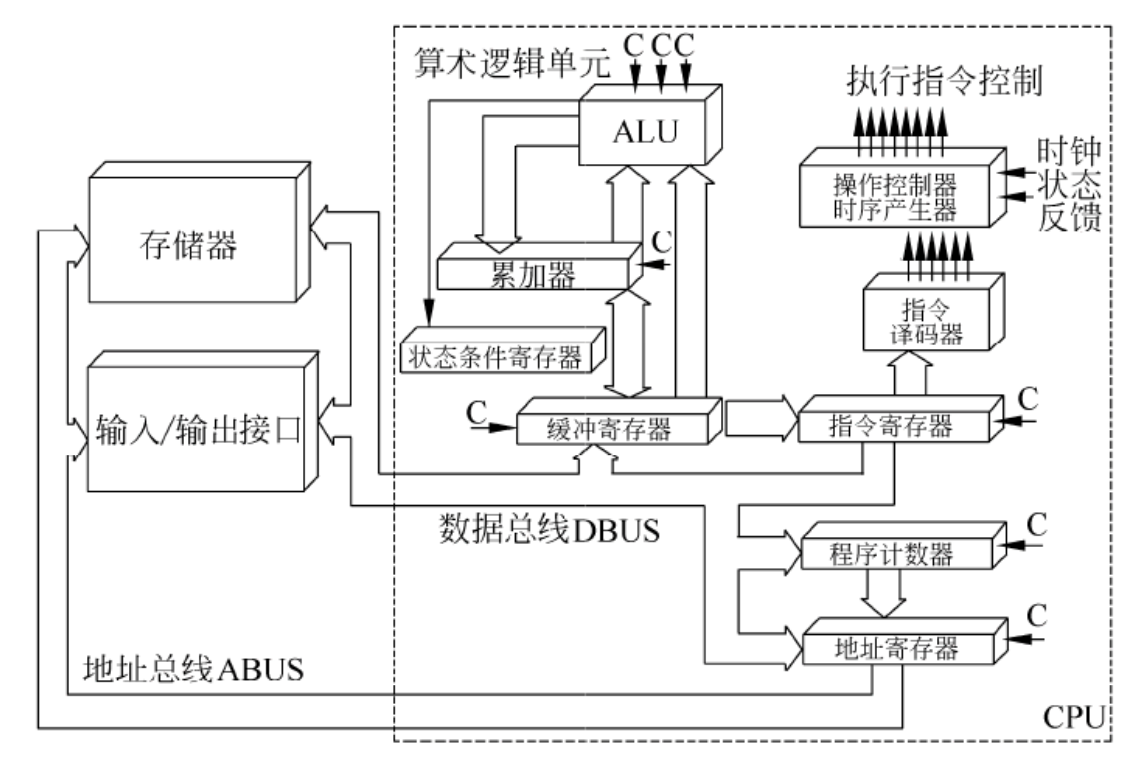 算术逻辑单元
C CC
ALU
执行指令控制
操作控制器
时序产生器
时钟
状态
反馈
存储器
累加器
C
指令
译码器
状态条件寄存器
输入/输出接口
C
缓冲寄存器
指令寄存器
C
数据总线DBUS
程序计数器
C
地址寄存器
C
地址总线ABUS
CPU